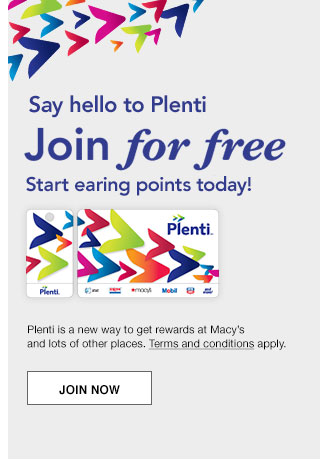 Say hello to Plenti
Join for free
Start earing points today!
Plenti.
Plenti.
macy's
Mobil
Plenti is a new way to get rewards at Macy's
and lots of other places. Terms and conditions apply.
JOIN NOW